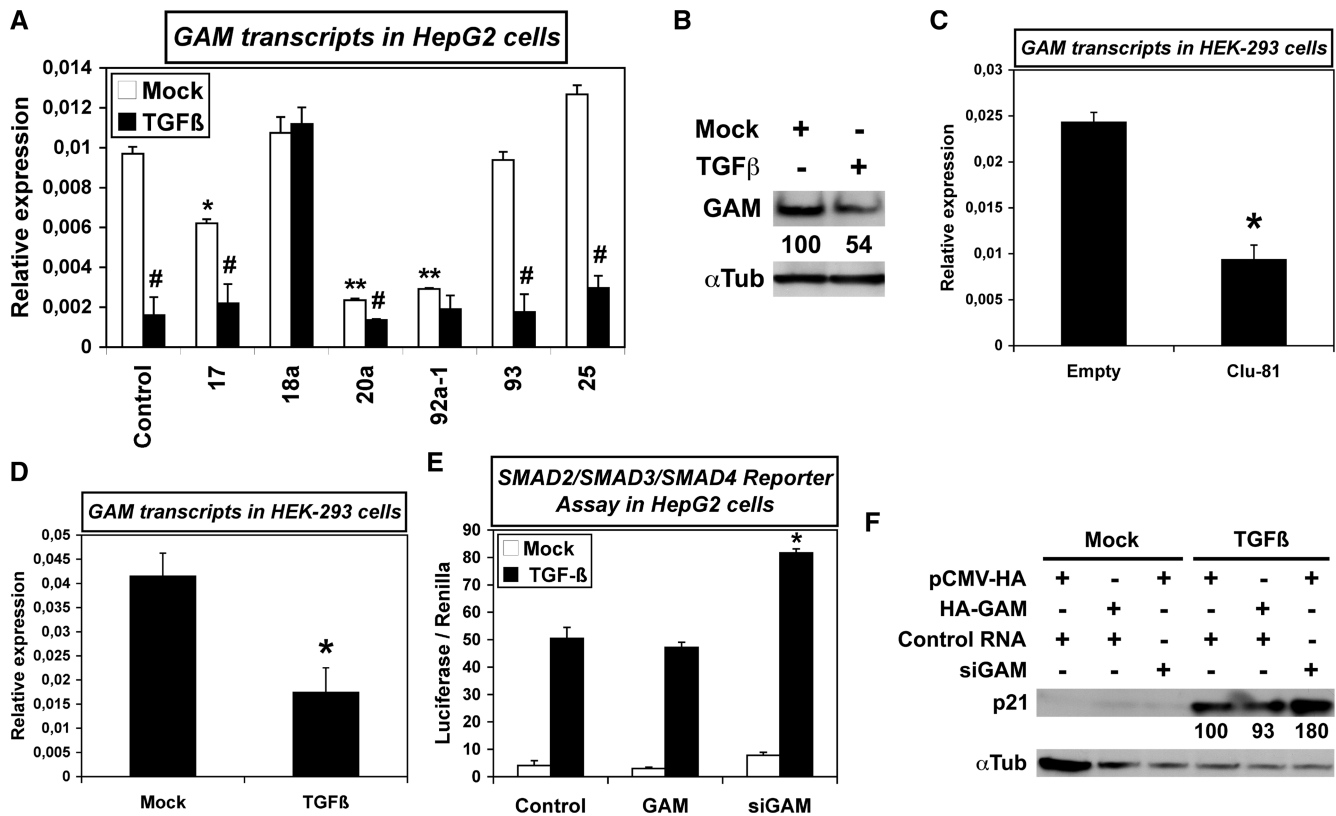 A
GAM transcripts in HepG2 cells
Relative expression
0,014
0,012
0,01
0,008
0,006
0,004
0,002
0
Mock
TGFß
#
*
#
**
#
**
#
#
Control
17
18a
20a
92a-1
93
25
B
Mock + -
TGFβ - +
GAM
100 54
αTub
C
GAM transcripts in HEK-293 cells
Relative expression
0,03
0,025
0,02
0,015
0,01
0,005
0
*
Empty Clu-81
D
GAM transcripts in HEK-293 cells
Relative expression
0,05
0,045
0,04
0,035
0,03
0,025
0,02
0,015
0,01
0,005
0
*
Mock TGFß
E
SMAD2/SMAD3/SMAD4 Reporter
Assay in HepG2 cells
Luciferase / Renilla
90
80
70
60
50
40
30
20
10
0
Mock
TGF-ß
*
Control GAM siGAM
F
Mock TGFß
pCMV-HA + - + + - +
HA-GAM - + - - + -
Control RNA + + - + + -
siGAM - - + - - +
p21
100 93 180
αTub